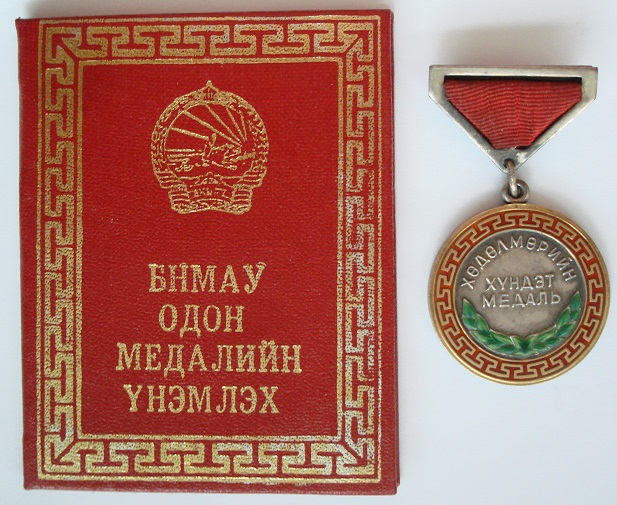 БНМАУ
ОДОН
МЕДАЛИЙН
ҮНЭМЛЭХ
ХӨДӨЛМӨРИЙН
ХҮНДЭТ
МЕДАЛЬ